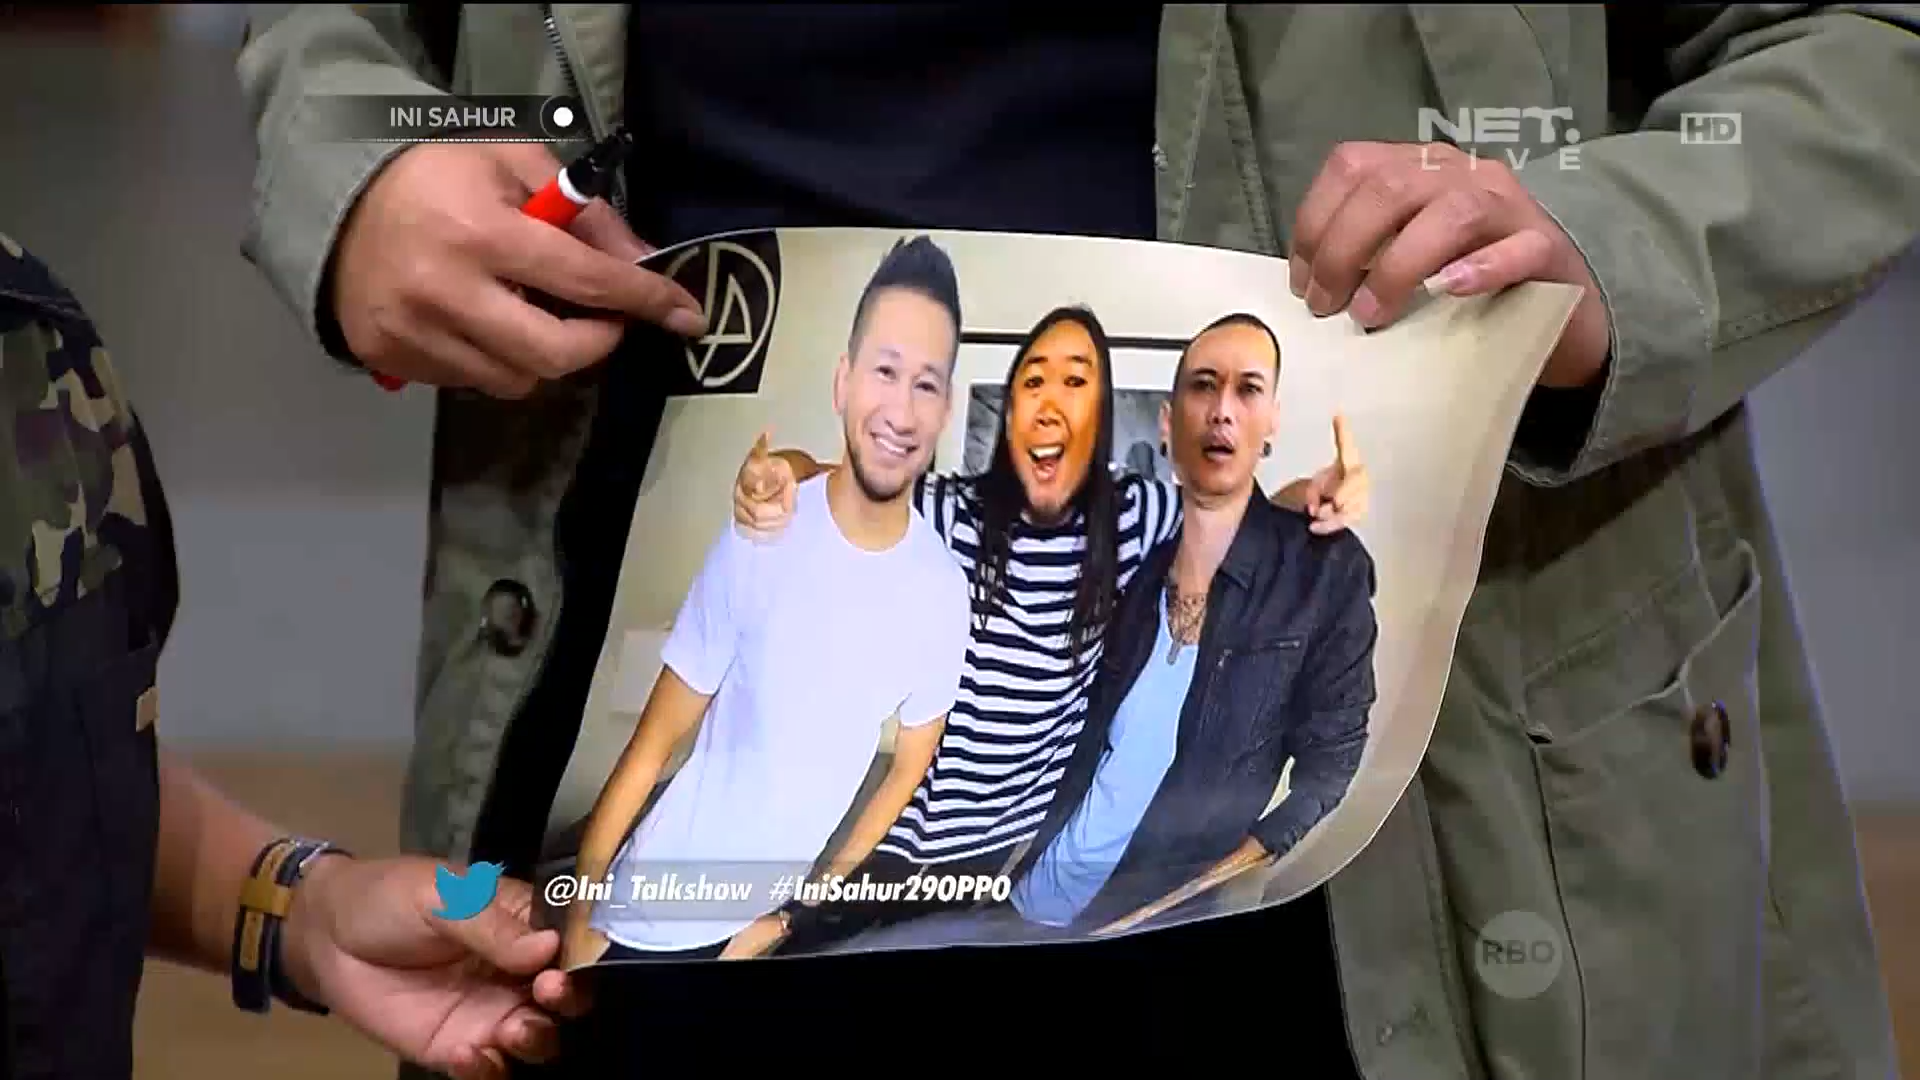 INI SAHUR
NET.
LIVE
HD
@Ini_Talkshow #IniSahur290PPO
RBO